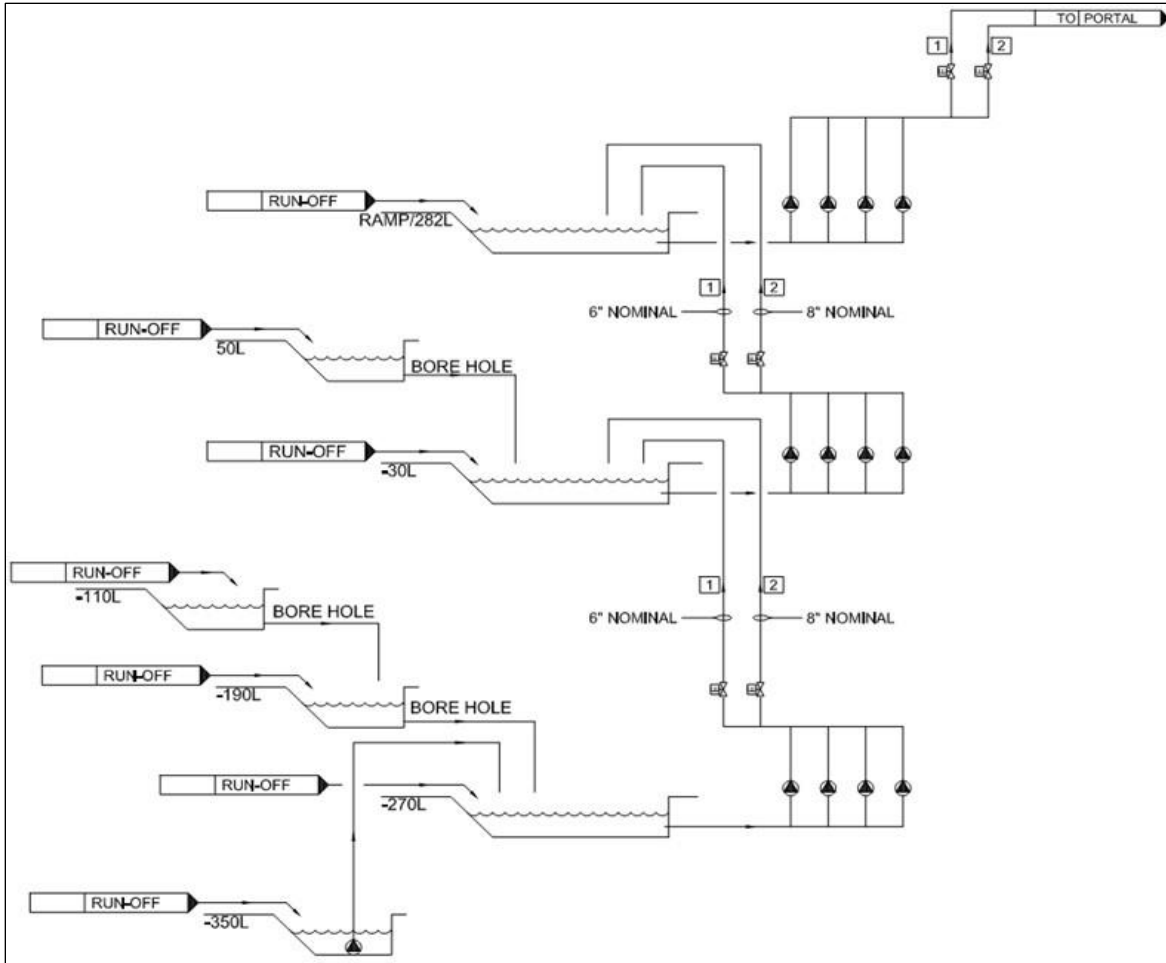 TO PORTAL
1
2
RUN-OFF
RAMP/282L
1
2
6" NOMINAL
8" NOMINAL
RUN-OFF
50L
BORE HOLE
RUN-OFF
-30L
RUN-OFF
-110L
1
2
BORE HOLE
6" NOMINAL
8" NOMINAL
RUN-OFF
-190L
BORE HOLE
RUN-OFF
-270L
RUN-OFF
-350L